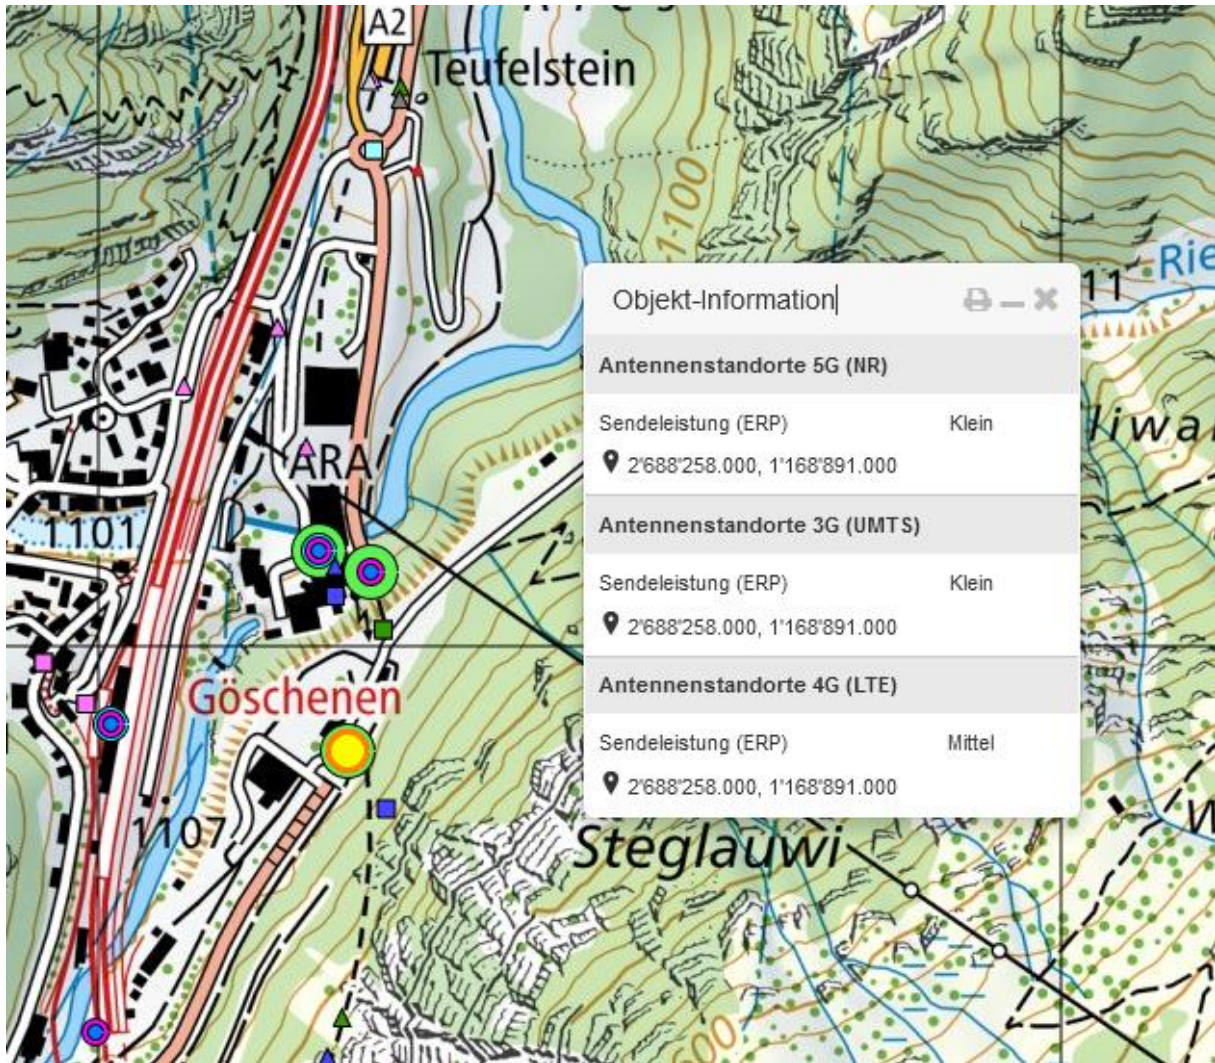 A2
Teufelstein
1100
Rie
11
Objekt-Information
Antennenstandorte 5G (NR)
Sendeleistung (ERP) Klein
2'688'258.000, 1'168'891.000
Antennenstandorte 3G (UMTS)
Sendeleistung (ERP) Klein
2'688'258.000, 1'168'891.000
Antennenstandorte 4G (LTE)
Sendeleistung (ERP) Mittel
2'688'258.000, 1'168'891.000
liwal
ARA
1101
Göschenen
1107
Steglauwi
W